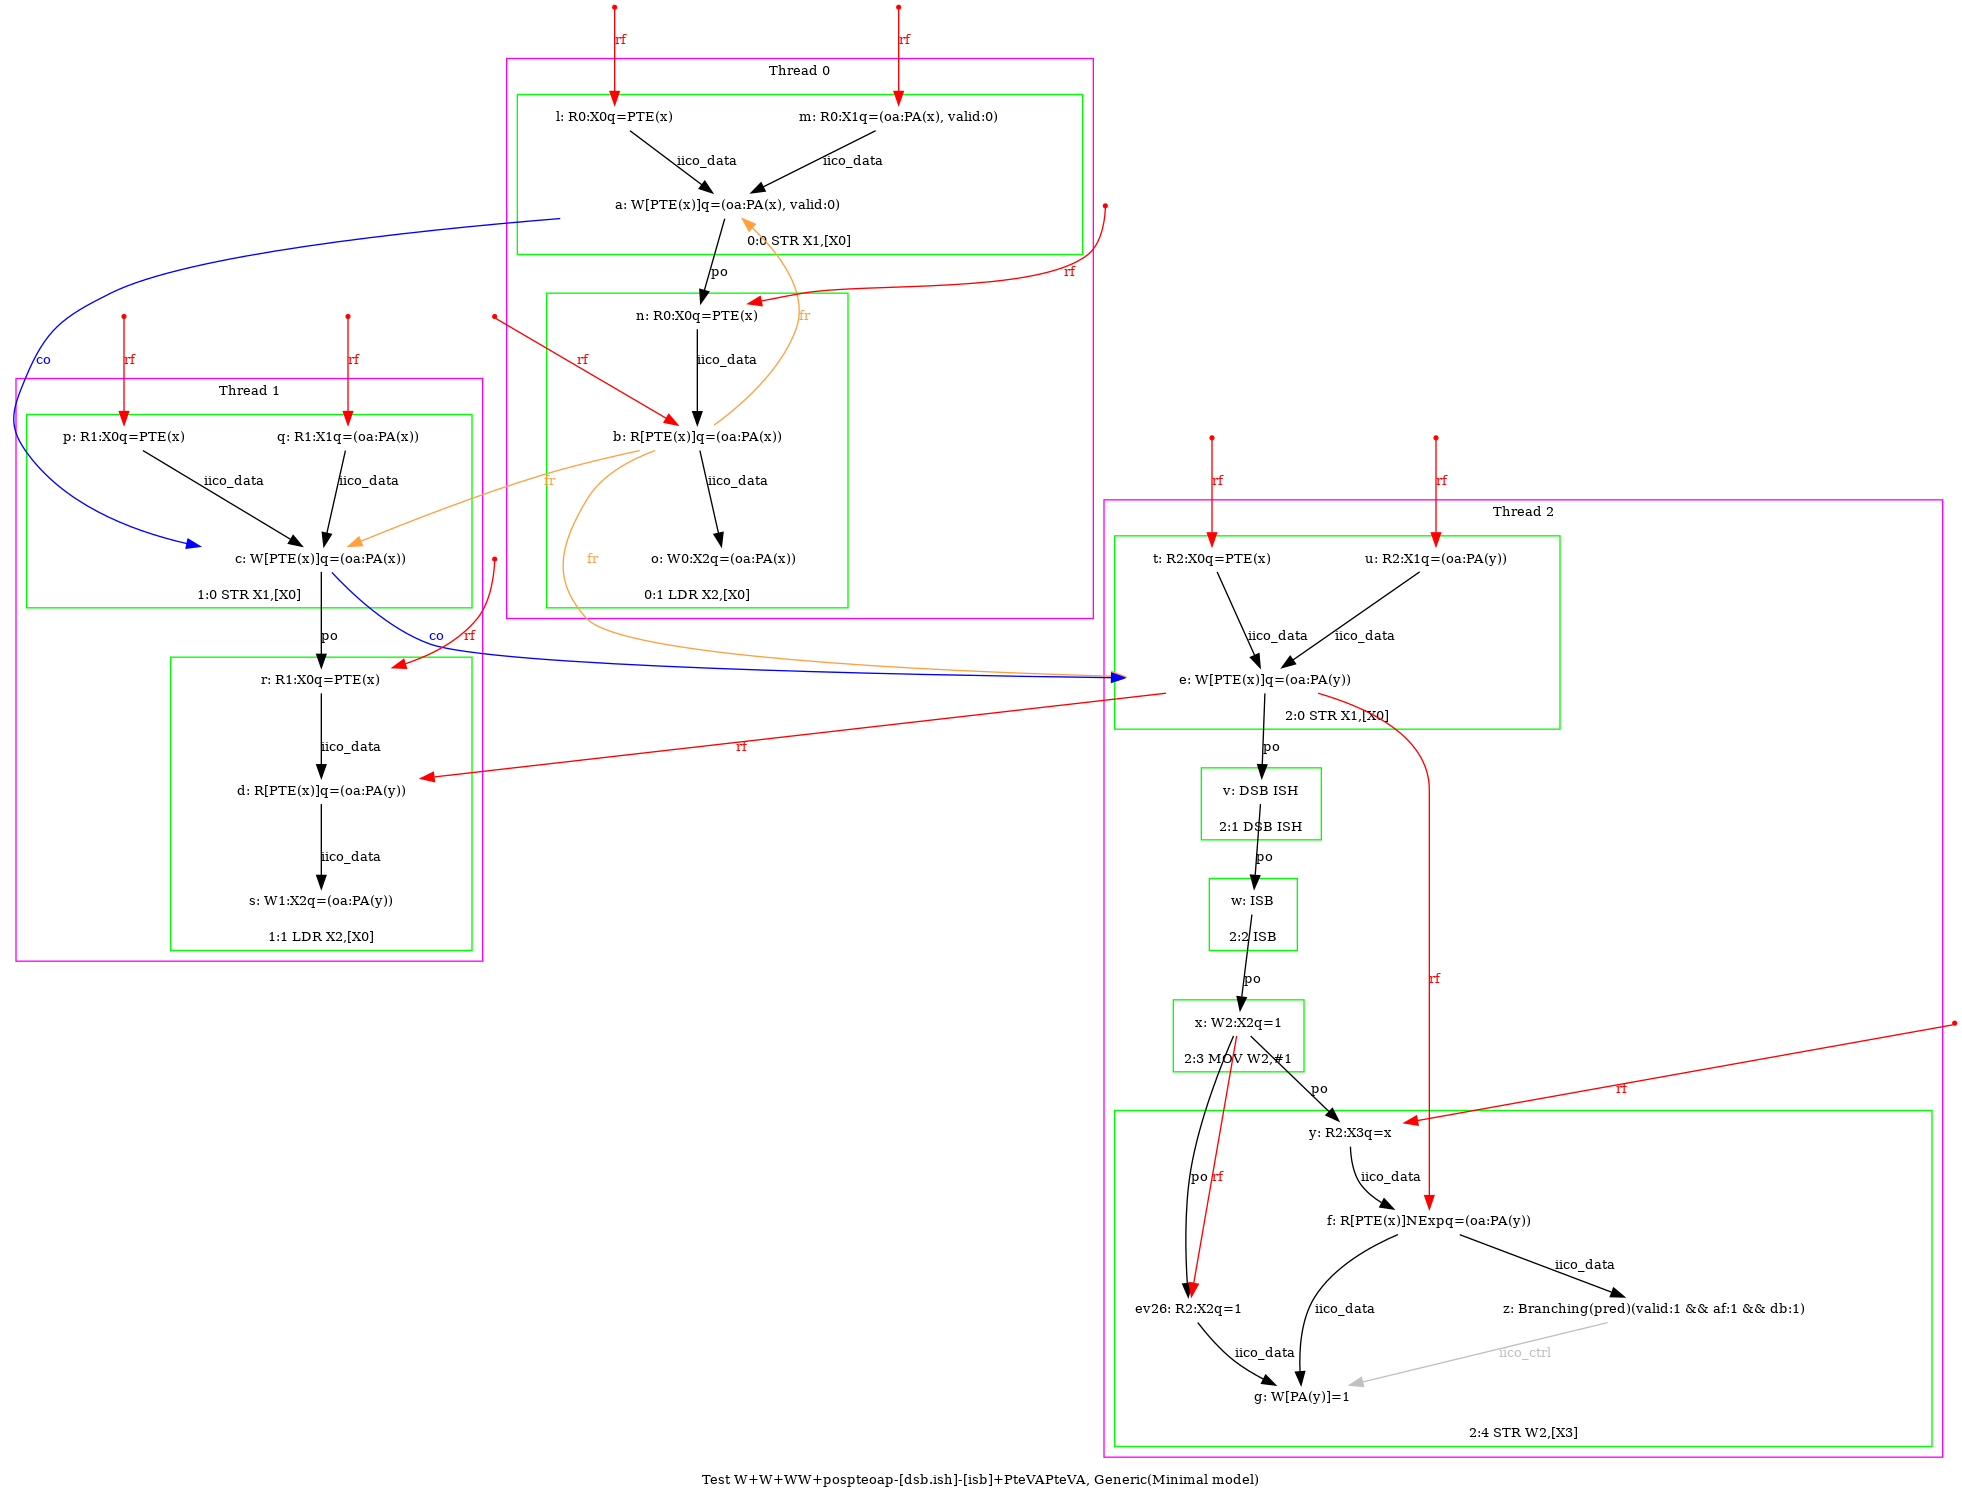 rf
rf
Thread 0
l: R0:X0q=PTE(x)
m: R0:X1q=(oa:PA(x), valid:0)
iico_data
iico_data
a: W[PTE(x)]q=(oa:PA(x), valid:0)
0:0 STR X1,[X0]
po
rf
n: R0:X0q=PTE(x)
fr
rf
iico_data
b: R[PTE(x)]q=(oa:PA(x))
iico_data
fr
fr
o: W0:X2q=(oa:PA(x))
0:1 LDR X2,[X0]
co
rf
rf
Thread 1
p: R1:X0q=PTE(x)
q: R1:X1q=(oa:PA(x))
iico_data
iico_data
c: W[PTE(x)]q=(oa:PA(x))
1:0 STR X1,[X0]
po
co
rf
r: R1:X0q=PTE(x)
iico_data
d: R[PTE(x)]q=(oa:PA(y))
iico_data
s: W1:X2q=(oa:PA(y))
1:1 LDR X2,[X0]
rf
rf
rf
Thread 2
t: R2:X0q=PTE(x)
u: R2:X1q=(oa:PA(y))
iico_data
iico_data
e: W[PTE(x)]q=(oa:PA(y))
2:0 STR X1,[X0]
po
v: DSB ISH
2:1 DSB ISH
po
w: ISB
2:2 ISB
po
rf
x: W2:X2q=1
2:3 MOV W2,#1
po
rf
y: R2:X3q=x
po
rf
iico_data
f: R[PTE(x)]NExpq=(oa:PA(y))
iico_data
iico_data
ev26: R2:X2q=1
z: Branching(pred)(valid:1 && af:1 && db:1)
iico_data
iico_ctrl
g: W[PA(y)]=1
2:4 STR W2,[X3]
Test W+W+WW+pospteoap-[dsb.ish]-[isb]+PteVAPteVA, Generic(Minimal model)